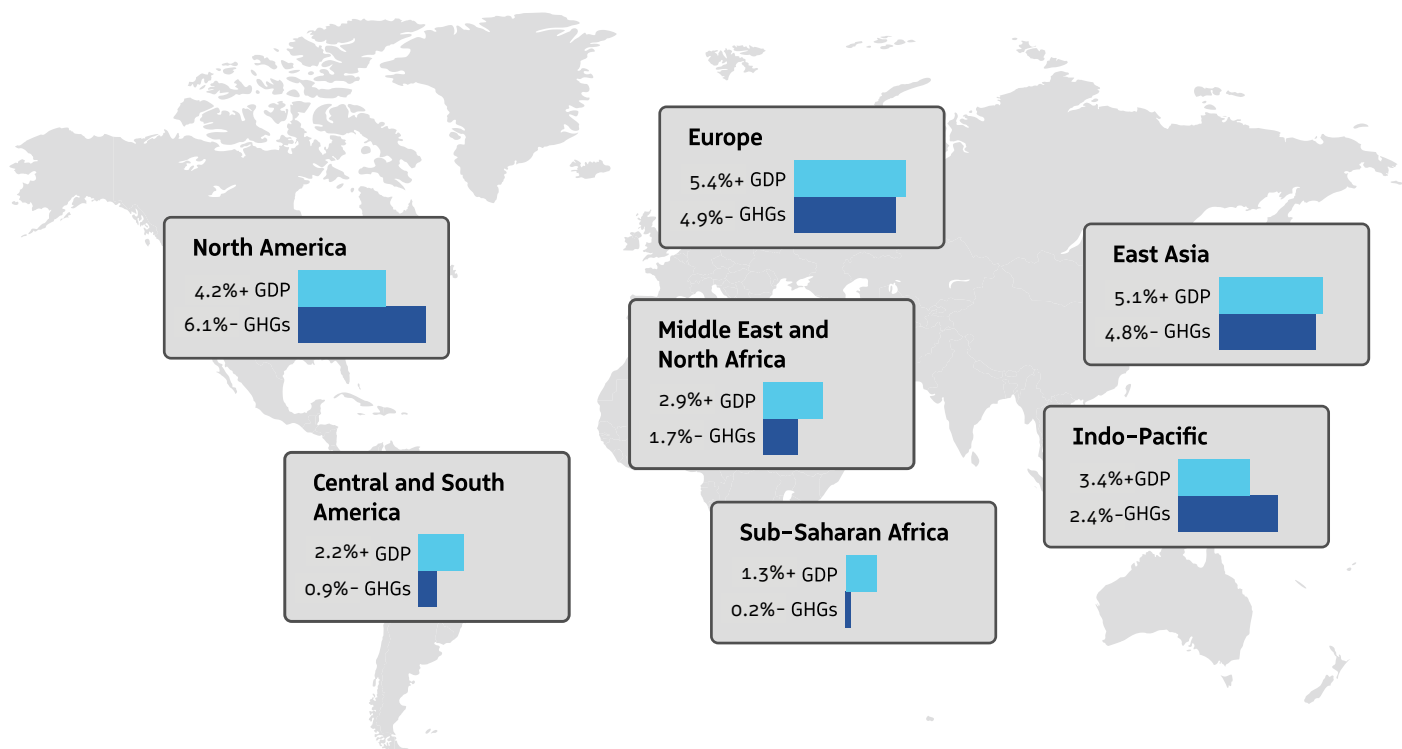 Europe
5.4%+ GDP
4.9%- GHGs
North America
4.2%+ GDP
6.1%- GHGs
East Asia
5.1%+ GDP
4.8%- GHGs
Middle East and
North Africa
2.9%+ GDP
1.7%- GHGs
Indo-Pacific
3.4%+GDP
2.4%-GHGs
Central and South
America
2.2%+ GDP
0.9%- GHGs
Sub-Saharan Africa
1.3%+ GDP
0.2%- GHGs